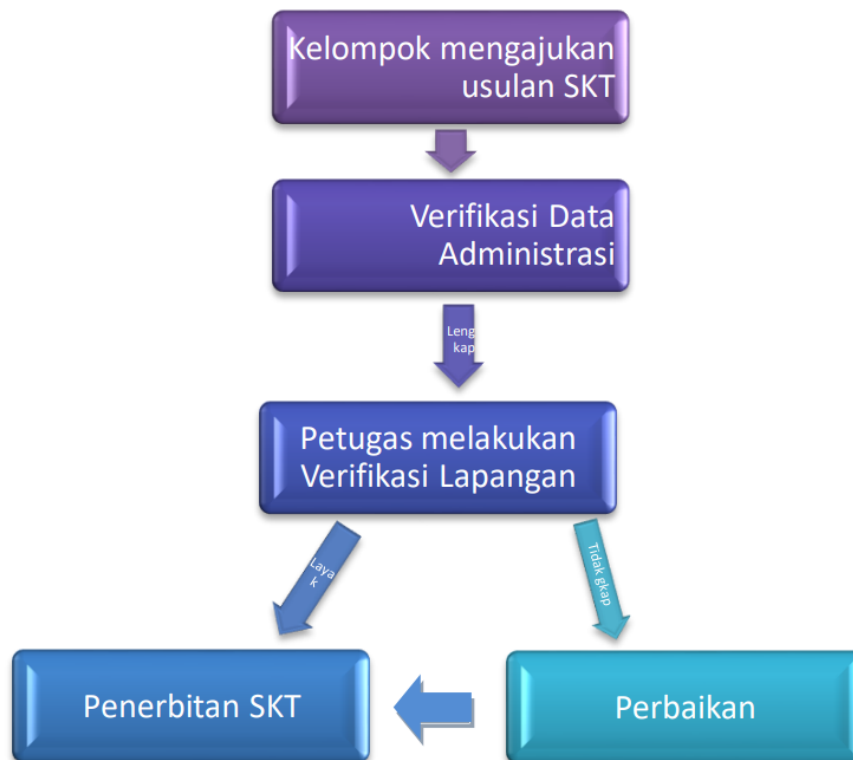 Kelompok mengajukan
usulan SKT
Verifikasi Data
Administrasi
Leng
kap
Petugas melakukan
Verifikasi Lapangan
Laya
k
Tidak gkap
Penerbitan SKT
Perbaikan